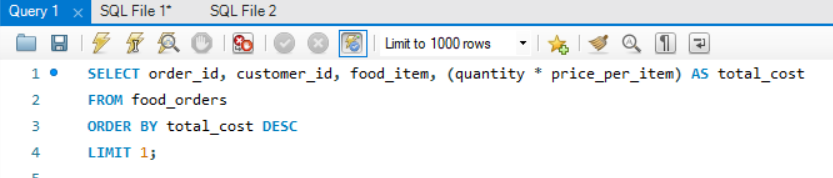 Query 1 × SQL File 1* SQL File 2
Limit to 1000 rows
1 SELECT order_id, customer_id, food_item, (quantity * price_per_item) AS total_cost
2 FROM food_orders
3 ORDER BY total_cost DESC
4 LIMIT 1;